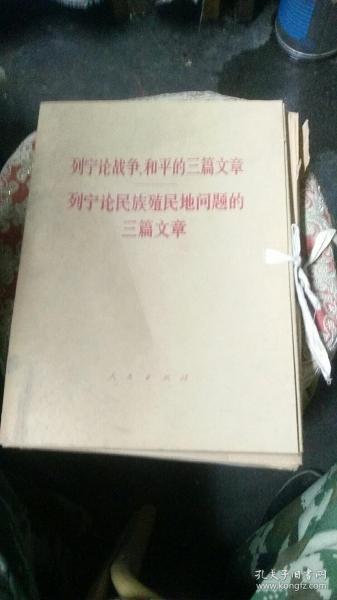 列宁论战争、和平的三篇文章
列宁论民族殖民地问题的
三篇文章
人民出版社
孔夫子旧书网